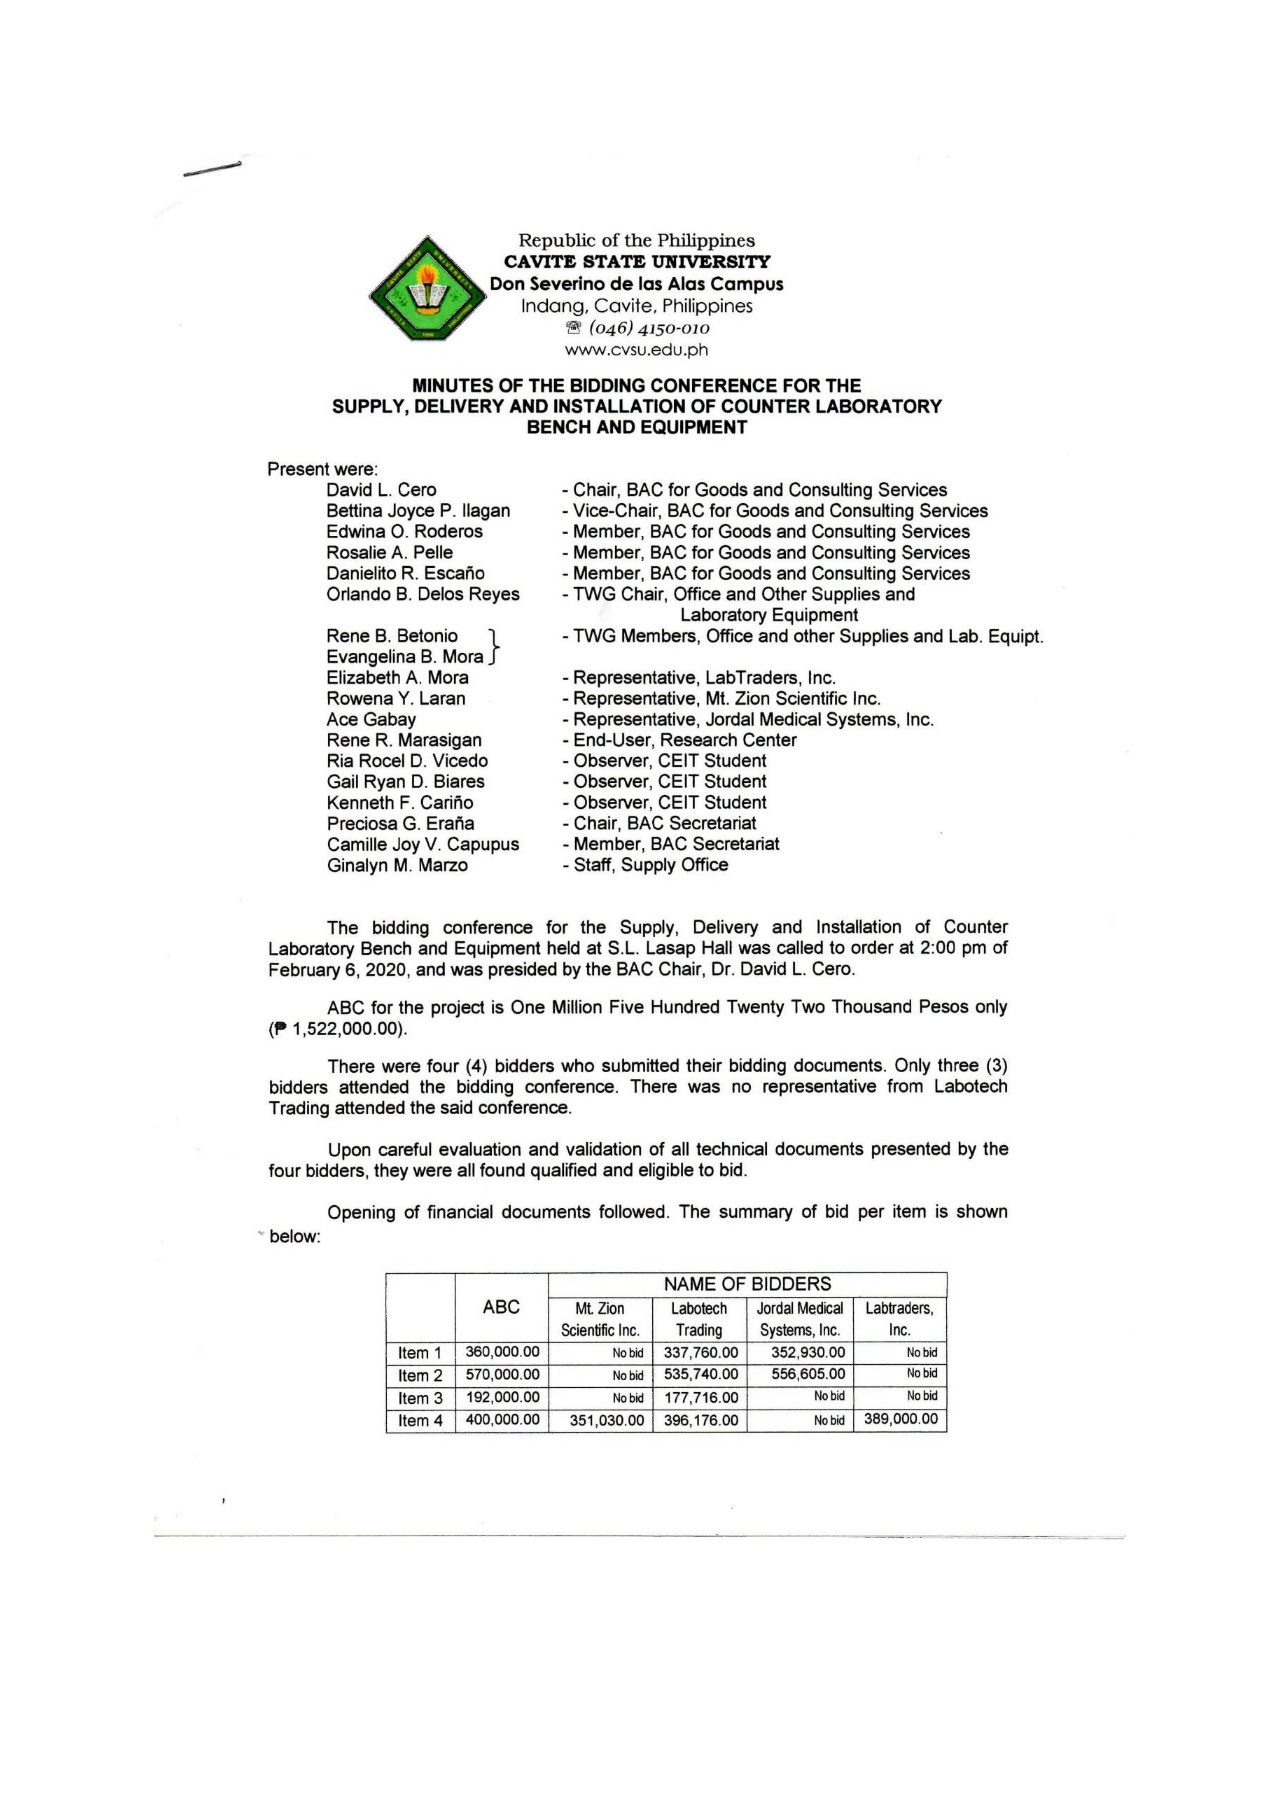 Republic of the Philippines
CAVITE STATE UNIVERSITY
Don Severino de las Alas Campus
Indang, Cavite, Philippines
☏ (046) 4150-010
www.cvsu.edu.ph
MINUTES OF THE BIDDING CONFERENCE FOR THE
SUPPLY, DELIVERY AND INSTALLATION OF COUNTER LABORATORY
BENCH AND EQUIPMENT
Present were:
David L. Cero - Chair, BAC for Goods and Consulting Services
Bettina Joyce P. Ilagan - Vice-Chair, BAC for Goods and Consulting Services
Edwina O. Roderos - Member, BAC for Goods and Consulting Services
Rosalie A. Pelle - Member, BAC for Goods and Consulting Services
Danielito R. Escaño - Member, BAC for Goods and Consulting Services
Orlando B. Delos Reyes - TWG Chair, Office and Other Supplies and
Laboratory Equipment
Rene B. Betonio - TWG Members, Office and other Supplies and Lab. Equipt.
Evangelina B. Mora
Elizabeth A. Mora - Representative, LabTraders, Inc.
Rowena Y. Laran - Representative, Mt. Zion Scientific Inc.
Ace Gabay - Representative, Jordal Medical Systems, Inc.
Rene R. Marasigan - End-User, Research Center
Ria Rocel D. Vicedo - Observer, CEIT Student
Gail Ryan D. Biares - Observer, CEIT Student
Kenneth F. Cariño - Observer, CEIT Student
Preciosa G. Eraña - Chair, BAC Secretariat
Camille Joy V. Capupus - Member, BAC Secretariat
Ginalyn M. Marzo - Staff, Supply Office
The bidding conference for the Supply, Delivery and Installation of Counter
Laboratory Bench and Equipment held at S.L. Lasap Hall was called to order at 2:00 pm of
February 6, 2020, and was presided by the BAC Chair, Dr. David L. Cero.
ABC for the project is One Million Five Hundred Twenty Two Thousand Pesos only
(₱ 1,522,000.00).
There were four (4) bidders who submitted their bidding documents. Only three (3)
bidders attended the bidding conference. There was no representative from Labotech
Trading attended the said conference.
Upon careful evaluation and validation of all technical documents presented by the
four bidders, they were all found qualified and eligible to bid.
Opening of financial documents followed. The summary of bid per item is shown
below:
NAME OF BIDDERS
ABC Mt. Zion Labotech Jordal Medical Labtraders,
Scientific Inc. Trading Systems, Inc. Inc.
Item 1 360,000.00 No bid 337,760.00 352,930.00 No bid
Item 2 570,000.00 No bid 535,740.00 556,605.00 No bid
Item 3 192,000.00 No bid 177,716.00 No bid No bid
Item 4 400,000.00 351,030.00 396,176.00 No bid 389,000.00